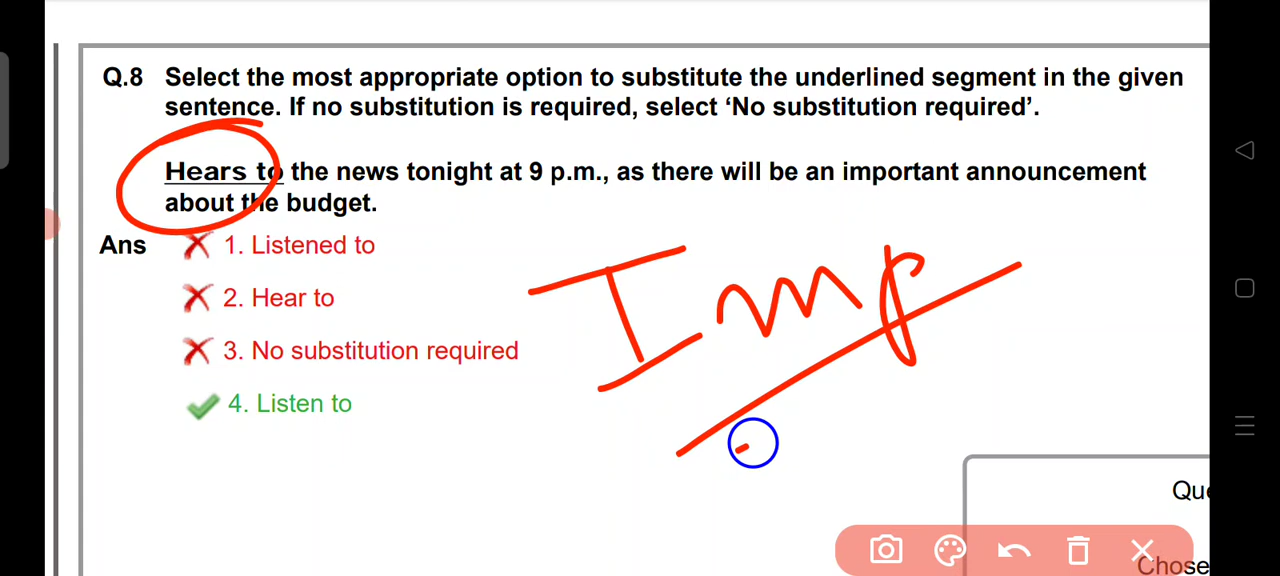 Q.8 Select the most appropriate option to substitute the underlined segment in the given
sentence. If no substitution is required, select ‘No substitution required’.
Hears to the news tonight at 9 p.m., as there will be an important announcement
about the budget.
Ans 1. Listened to
2. Hear to
3. No substitution required
4. Listen to
Imp
Que
Chose